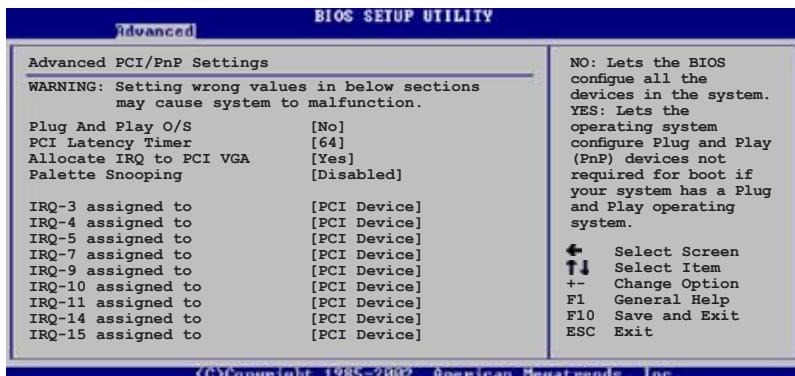 BIOS SETUP UTILITY
Advanced
Advanced PCI/PnP Settings
WARNING: Setting wrong values in below sections
may cause system to malfunction.
Plug And Play O/S [No]
PCI Latency Timer [64]
Allocate IRQ to PCI VGA [Yes]
Palette Snooping [Disabled]
IRQ-3 assigned to [PCI Device]
IRQ-4 assigned to [PCI Device]
IRQ-5 assigned to [PCI Device]
IRQ-7 assigned to [PCI Device]
IRQ-9 assigned to [PCI Device]
IRQ-10 assigned to [PCI Device]
IRQ-11 assigned to [PCI Device]
IRQ-14 assigned to [PCI Device]
IRQ-15 assigned to [PCI Device]
NO: Lets the BIOS
configue all the
devices in the system.
YES: Lets the
operating system
configure Plug and Play
(PnP) devices not
required for boot if
your system has a Plug
and Play operating
system.
← Select Screen
↑↓ Select Item
+- Change Option
F1 General Help
F10 Save and Exit
ESC Exit
(C)Copyright 1985-2002, American Megatrends, Inc